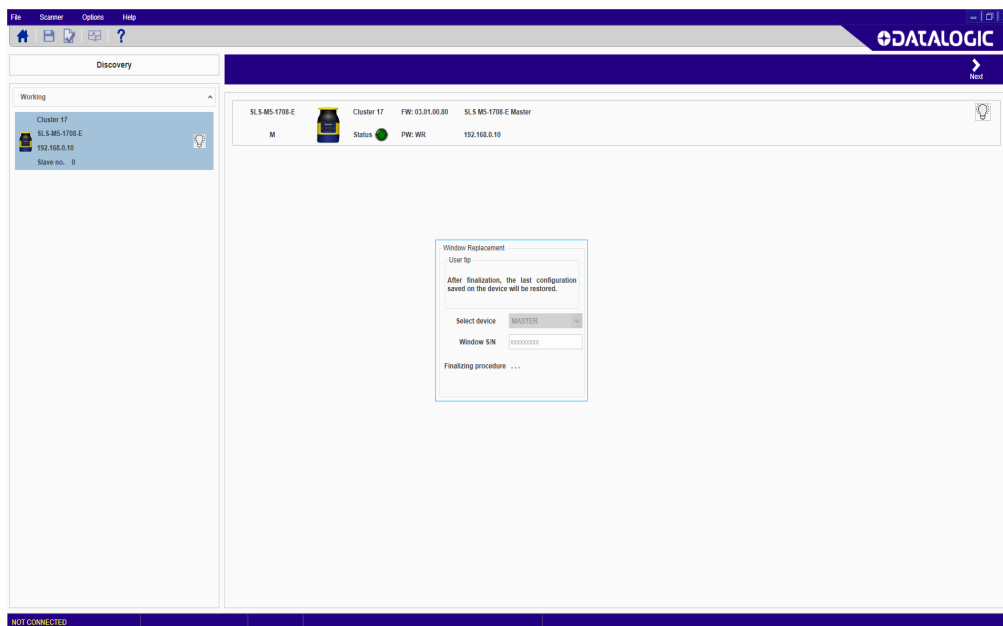 File Scanner Options Help
DATALOGIC
Discovery
Next
Working
Cluster 17
SLS-M5-1708-E
192.168.0.10
Slave no. 0
SLS-M5-1708-E Cluster 17 FW: 03.01.00.80 SLS M5-1708-E Master
M Status PW: WR 192.168.0.10
Window Replacement
User tip
After finalization, the last configuration
saved on the device will be restored.
Select device MASTER
Window S/N xxxxxxxxx
Finalizing procedure ...
NOT CONNECTED